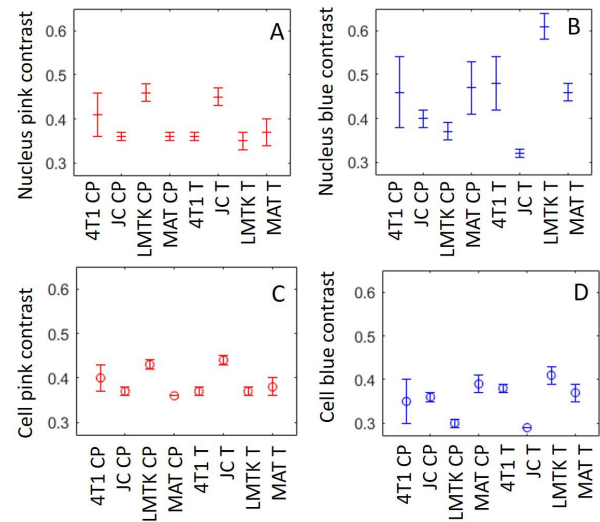 A
Nucleus pink contrast
0.6
0.5
0.4
0.3
4T1 CP
JC CP
LMTK CP
MAT CP
4T1 T
JC T
LMTK T
MAT T
B
Nucleus blue contrast
0.6
0.5
0.4
0.3
4T1 CP
JC CP
LMTK CP
MAT CP
4T1 T
JC T
LMTK T
MAT T
C
Cell pink contrast
0.6
0.5
0.4
0.3
4T1 CP
JC CP
LMTK CP
MAT CP
4T1 T
JC T
LMTK T
MAT T
D
Cell blue contrast
0.6
0.5
0.4
0.3
4T1 CP
JC CP
LMTK CP
MAT CP
4T1 T
JC T
LMTK T
MAT T